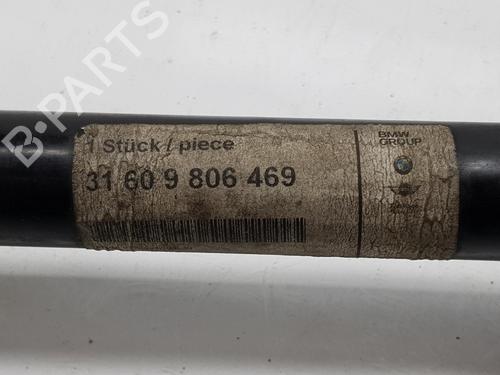 B-PARTS
1 Stück / piece
31 60 9 806 469
BMW
GROUP